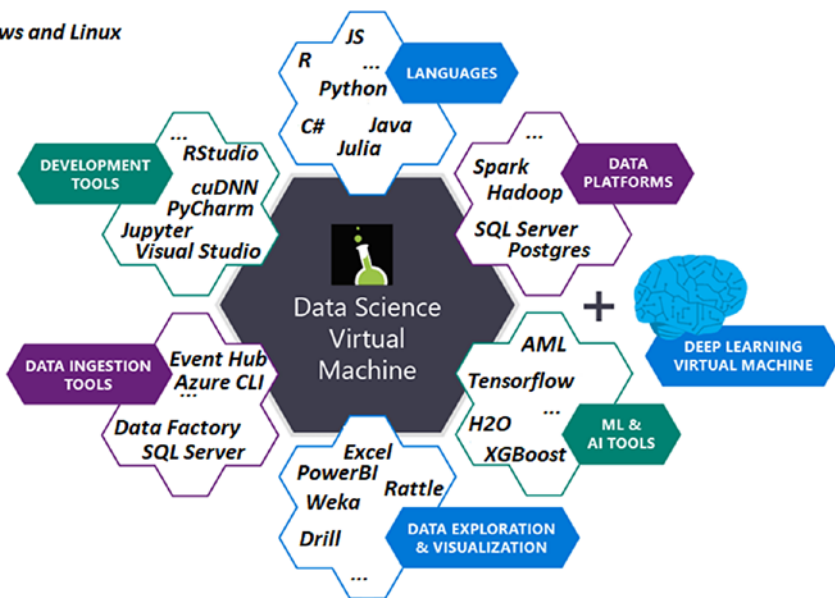 ws and Linux
JS
R
...
Python
C#
Java
Julia
LANGUAGES
...
RStudio
cuDNN
PyCharm
Jupyter
Visual Studio
DEVELOPMENT
TOOLS
...
Spark
Hadoop
SQL Server
Postgres
DATA
PLATFORMS
Data Science
Virtual
Machine
+
DEEP LEARNING
VIRTUAL MACHINE
DATA INGESTION
TOOLS
Event Hub
Azure CLI
...
Data Factory
SQL Server
AML
Tensorflow
...
H2O
XGBoost
ML &
AI TOOLS
Excel
PowerBI
Rattle
Weka
Drill
...
DATA EXPLORATION
& VISUALIZATION